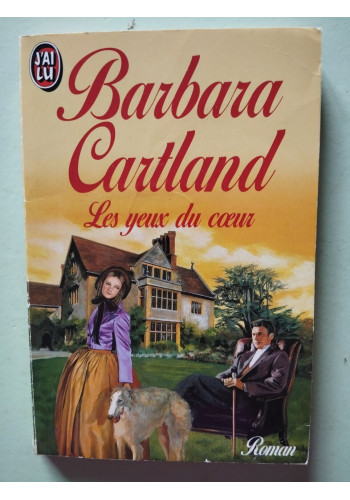 J'AI
LU
Barbara
Cartland
Les yeux du cœur
Roman